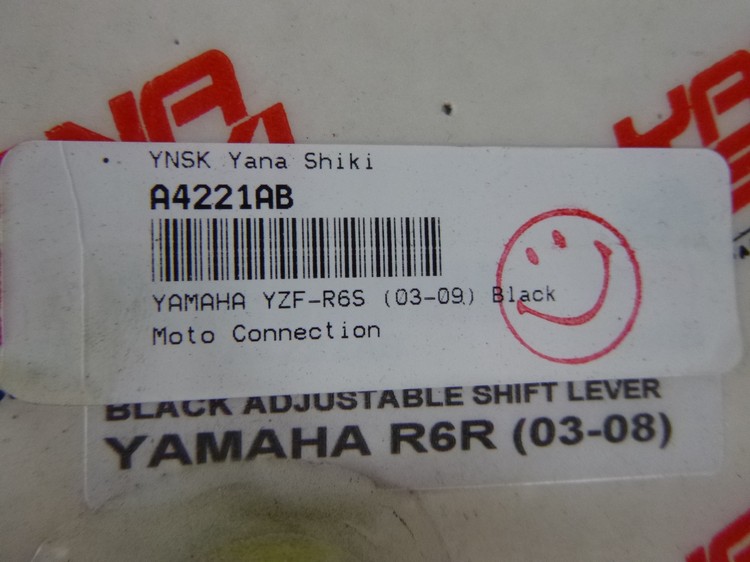 YNSK Yana Shiki
A4221AB
YAMAHA YZF-R6S (03-09) Black
Moto Connection
BLACK ADJUSTABLE SHIFT LEVER
YAMAHA R6R (03-08)